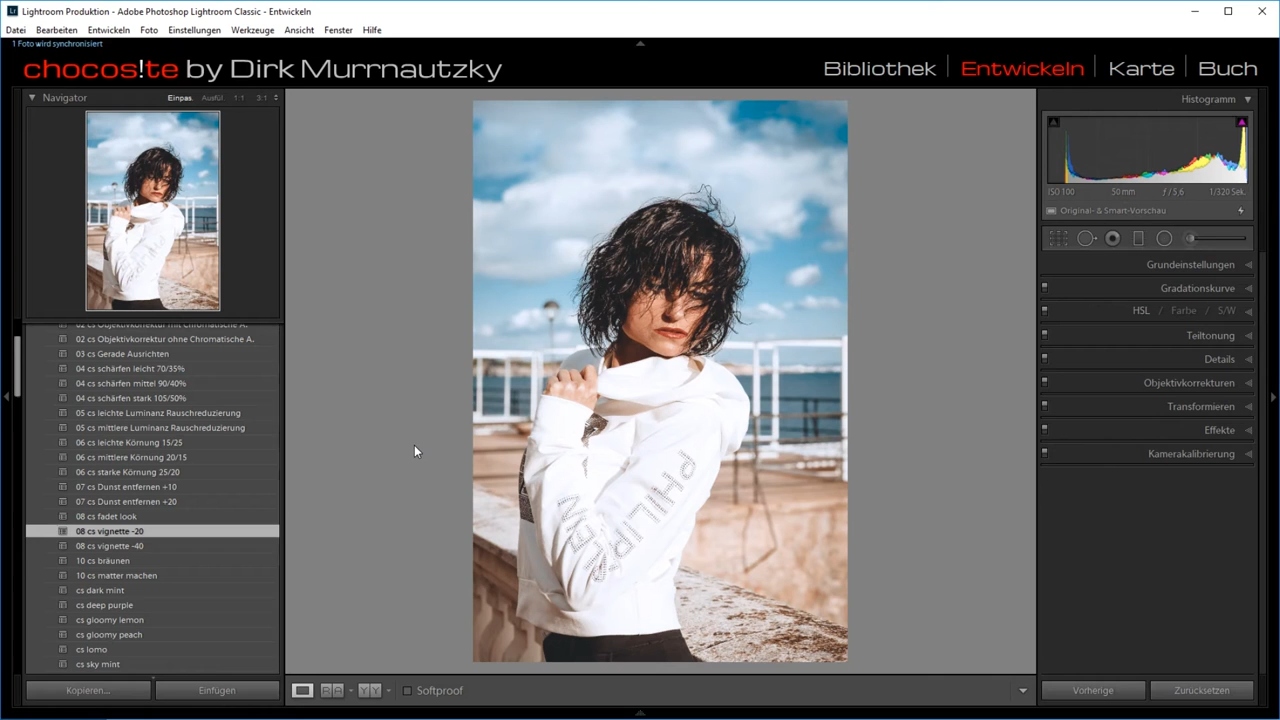 Lightroom Produktion - Adobe Photoshop Lightroom Classic - Entwickeln
Datei Bearbeiten Entwickeln Foto Einstellungen Werkzeuge Ansicht Fenster Hilfe
1 Foto wird synchronisiert
chocos!te by Dirk Murrnautzky
Bibliothek Entwickeln Karte Buch
Navigator Einpas. Ausfül. 1:1 3:1
Histogramm
ISO 100 50 mm f / 5,6 1/320 Sek.
Original- & Smart-Vorschau
Grundeinstellungen
Gradationskurve
HSL / Farbe / S/W
Teiltonung
Details
Objektivkorrekturen
Transformieren
Effekte
Kamerakalibrierung
02 cs Objektivkorrektur mit Chromatische A.
02 cs Objektivkorrektur ohne Chromatische A.
03 cs Gerade Ausrichten
04 cs schärfen leicht 70/35%
04 cs schärfen mittel 90/40%
04 cs schärfen stark 105/50%
05 cs leichte Luminanz Rauschreduzierung
05 cs mittlere Luminanz Rauschreduzierung
06 cs leichte Körnung 15/25
06 cs mittlere Körnung 20/15
06 cs starke Körnung 25/20
07 cs Dunst entfernen +10
07 cs Dunst entfernen +20
08 cs fadet look
08 cs vignette -20
08 cs vignette -40
10 cs bräunen
10 cs matter machen
cs dark mint
cs deep purple
cs gloomy lemon
cs gloomy peach
cs lomo
cs sky mint
PHILIPP
PLEIN
Kopieren... Einfügen
Softproof
Vorherige Zurücksetzen